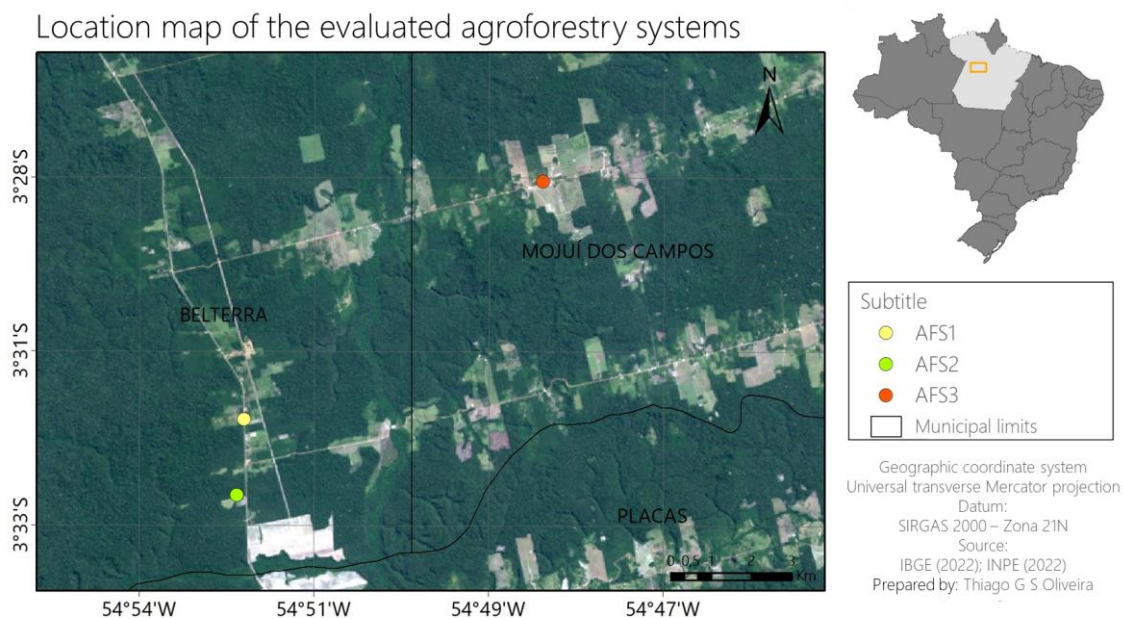 Location map of the evaluated agroforestry systems
N
3°28'S
MOJUÍ DOS CAMPOS
BELTERRA
3°31'S
PLACAS
3°33'S
0 0,5 1 2 3
Km
54°54'W 54°51'W 54°49'W 54°47'W
Subtitle
AFS1
AFS2
AFS3
Municipal limits
Geographic coordinate system
Universal transverse Mercator projection
Datum:
SIRGAS 2000 – Zona 21N
Source:
IBGE (2022); INPE (2022)
Prepared by: Thiago G S Oliveira